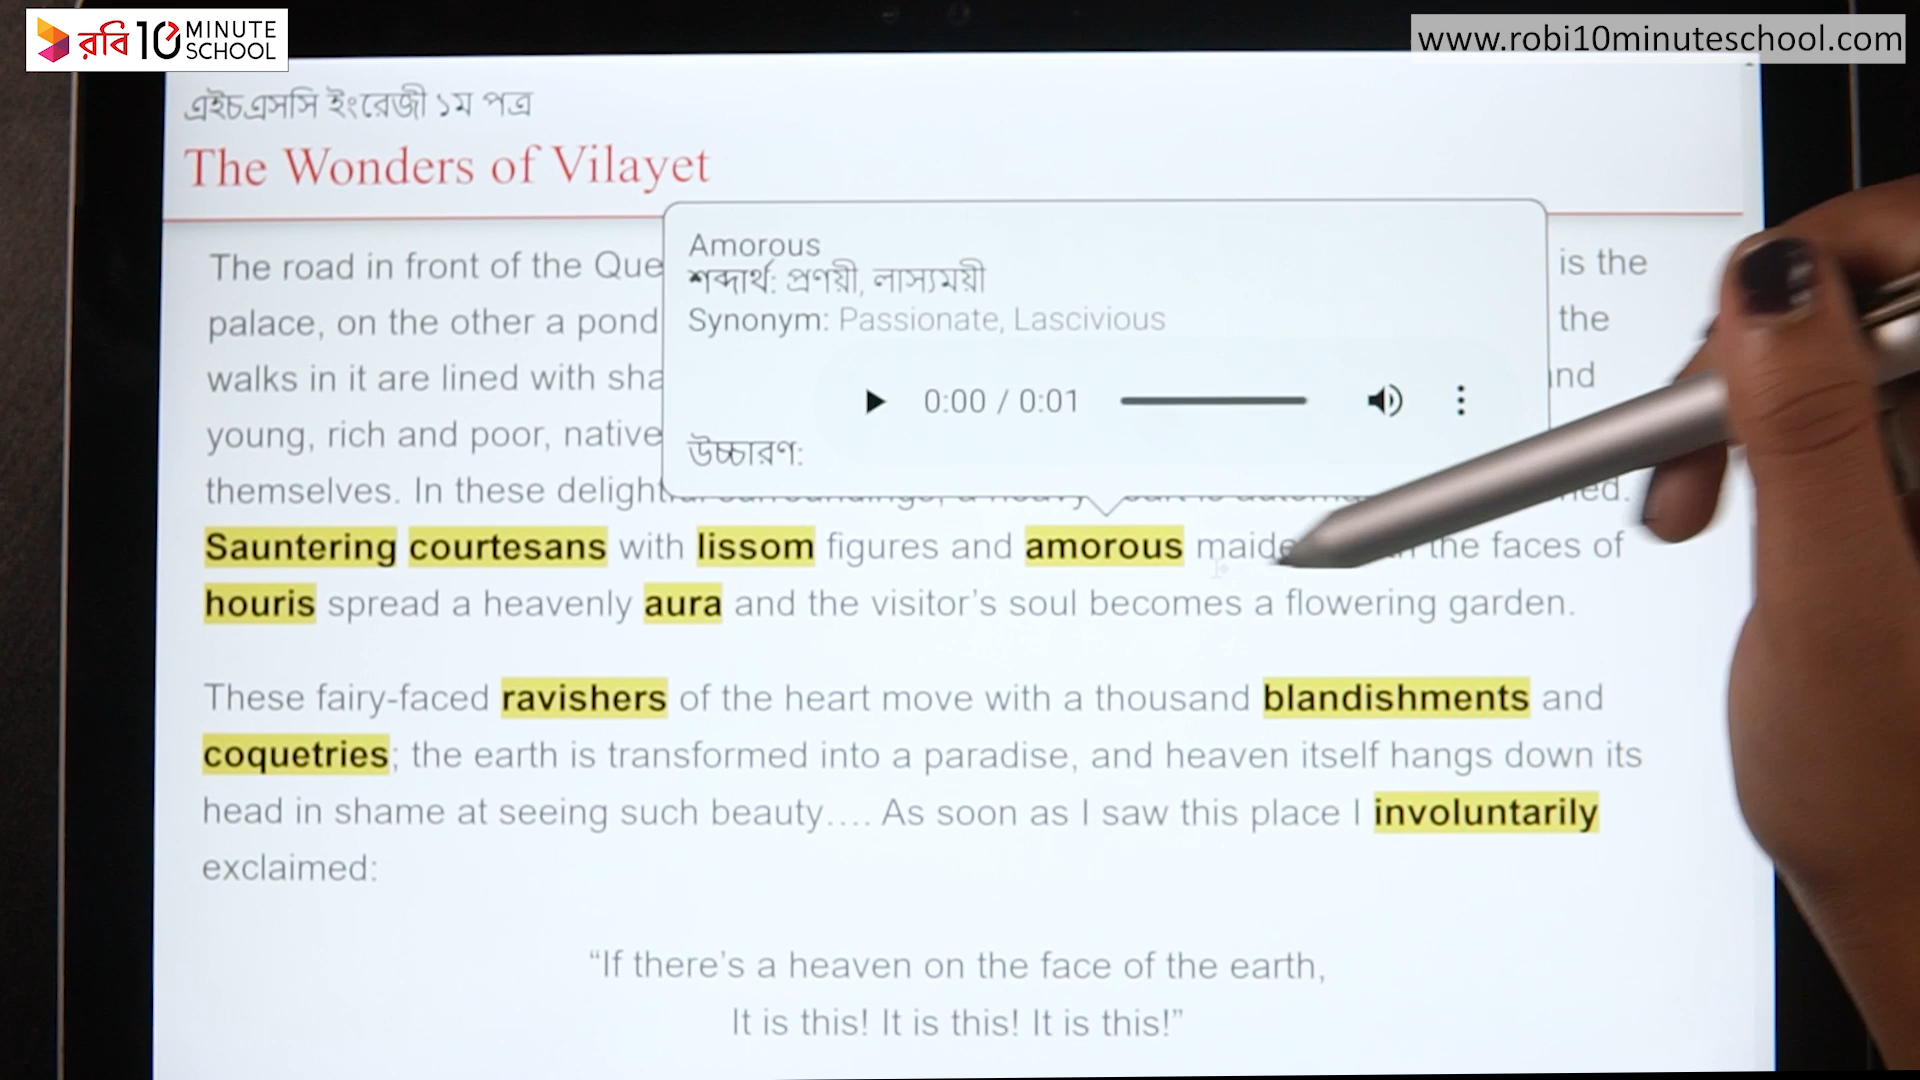 রবি 10 MINUTE SCHOOL
www.robi10minuteschool.com
এইচএসসি ইংরেজী ১ম পত্র
The Wonders of Vilayet
The road in front of the is the
palace, on the other a pond the
walks in it are lined with
young, rich and poor,
themselves. In these
Sauntering courtesans with lissom figures and amorous the faces of
houris spread a heavenly aura and the visitor's soul becomes a flowering garden.
Amorous
শব্দার্থ: প্রণয়ী, লাস্যময়ী
Synonym: Passionate, Lascivious
0:00 / 0:01
উচ্চারণ:
These fairy-faced ravishers of the heart move with a thousand blandishments and
coquetries; the earth is transformed into a paradise, and heaven itself hangs down its
head in shame at seeing such beauty.... As soon as I saw this place I involuntarily
exclaimed:
“If there's a heaven on the face of the earth,
It is this! It is this! It is this!”